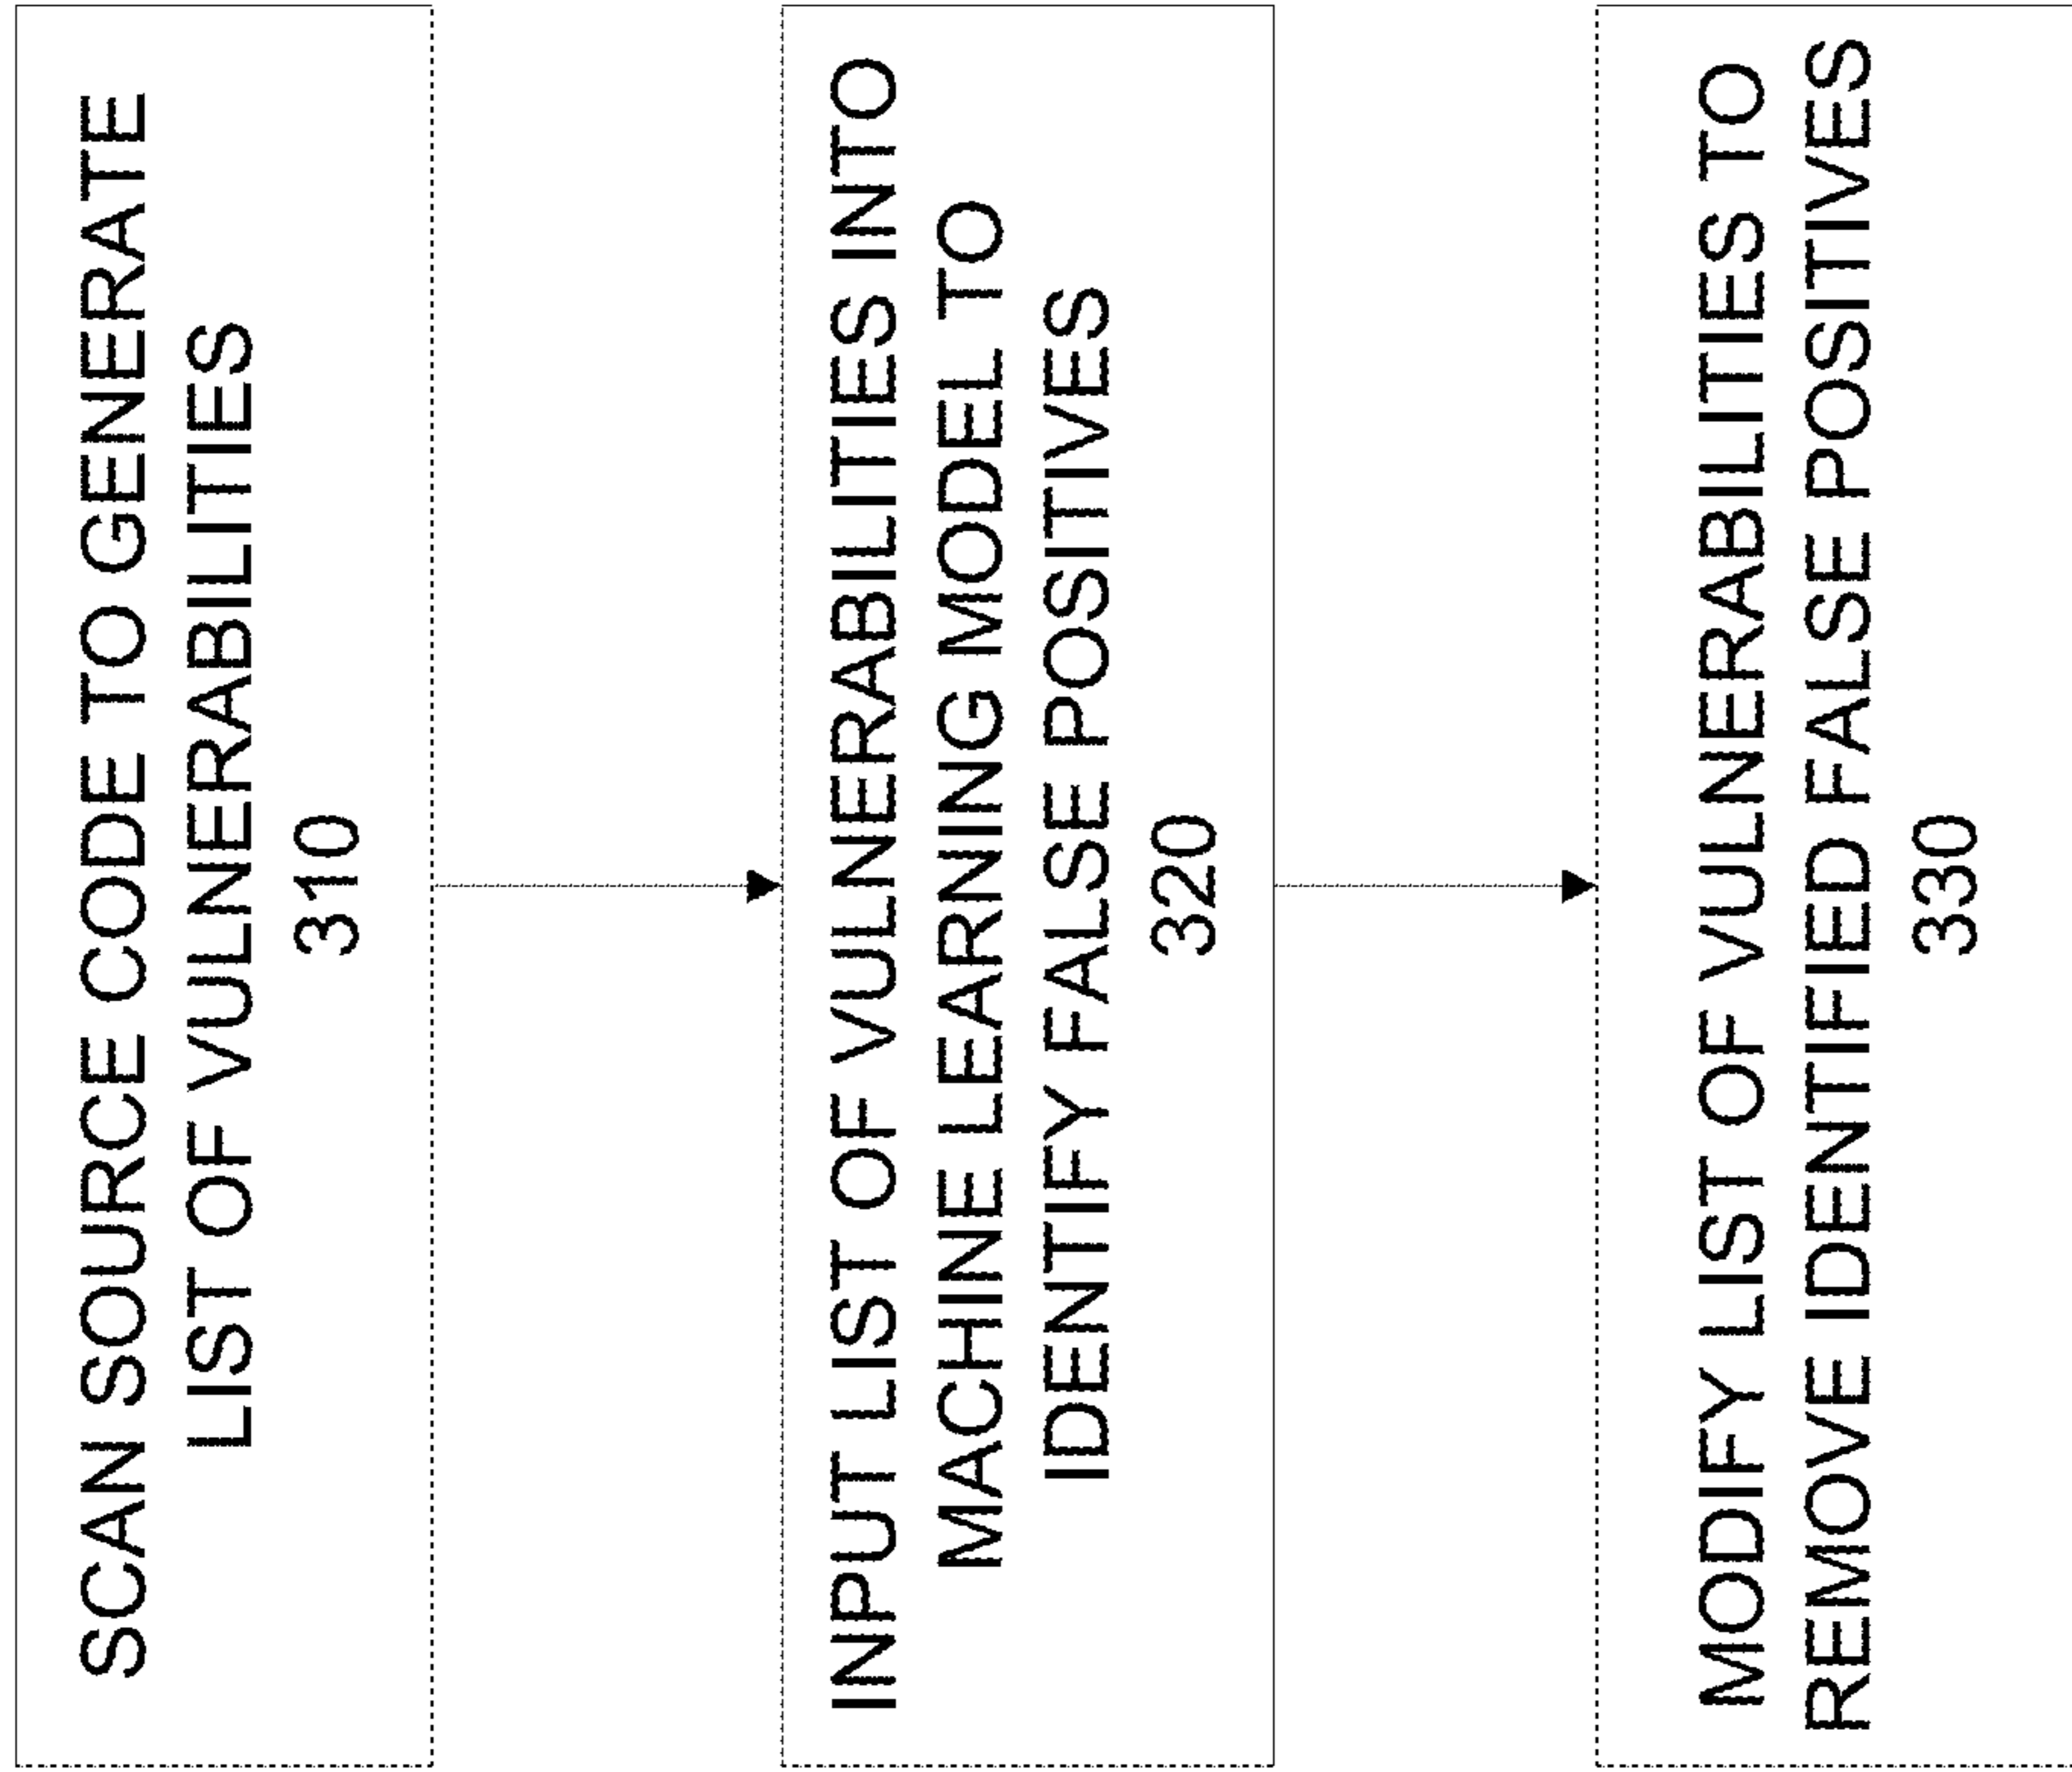 SCAN SOURCE CODE TO GENERATE
LIST OF VULNERABILITIES
310
INPUT LIST OF VULNERABILITIES INTO
MACHINE LEARNING MODEL TO
IDENTIFY FALSE POSITIVES
320
MODIFY LIST OF VULNERABILITIES TO
REMOVE IDENTIFIED FALSE POSITIVES
330